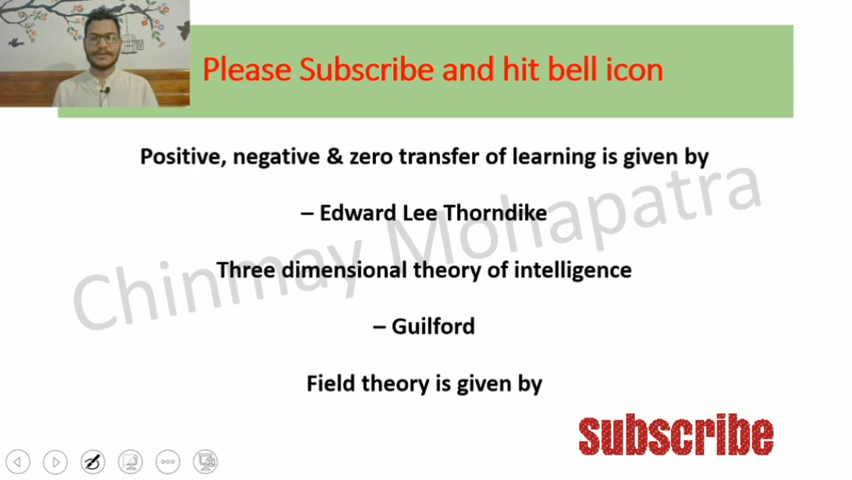 Please Subscribe and hit bell icon
Positive, negative & zero transfer of learning is given by
– Edward Lee Thorndike
Three dimensional theory of intelligence
– Guilford
Field theory is given by
Chinmay Mohapatra
Subscribe